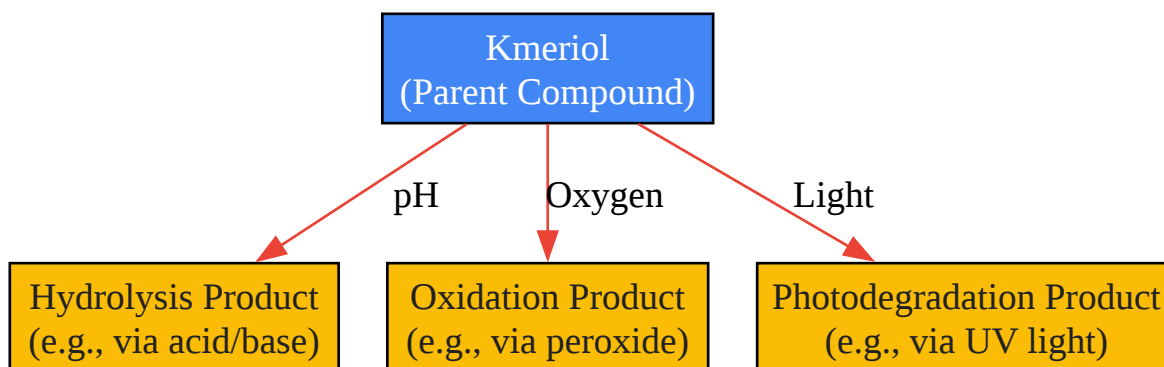 Kmeriol
(Parent Compound)
pH
Oxygen
Light
Hydrolysis Product
(e.g., via acid/base)
Oxidation Product
(e.g., via peroxide)
Photodegradation Product
(e.g., via UV light)